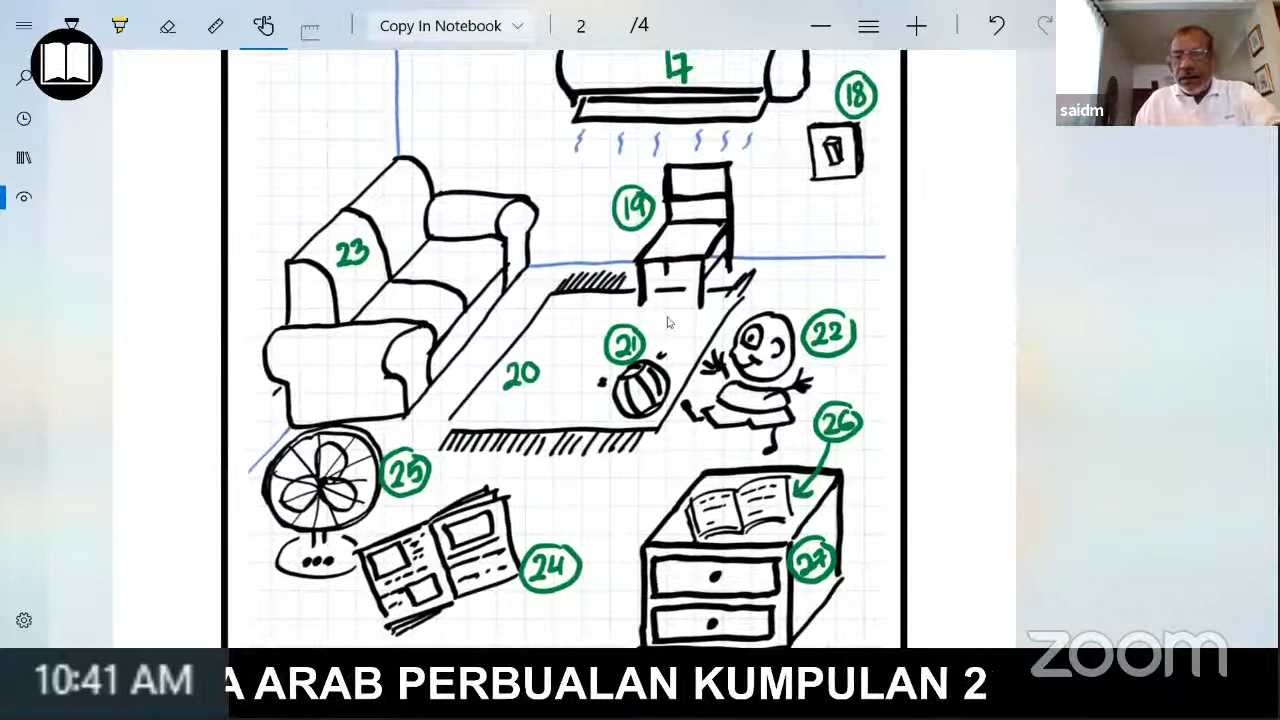 Copy In Notebook
2 /4
saidm
17
18
19
23
21
22
20
26
25
24
27
zoom
10:41 AM
A ARAB PERBUALAN KUMPULAN 2